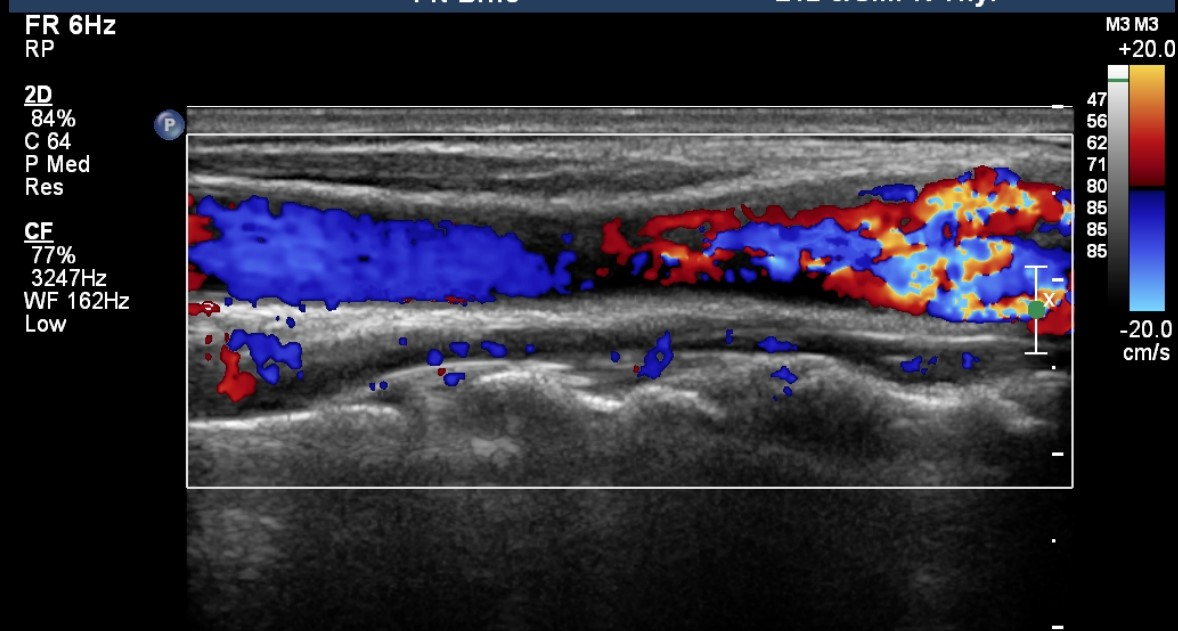 FR 6Hz
RP
2D
84%
C 64
P Med
Res
CF
77%
3247Hz
WF 162Hz
Low
P
M3 M3
+20.0
47
56
62
71
80
85
85
85
x
-20.0
cm/s